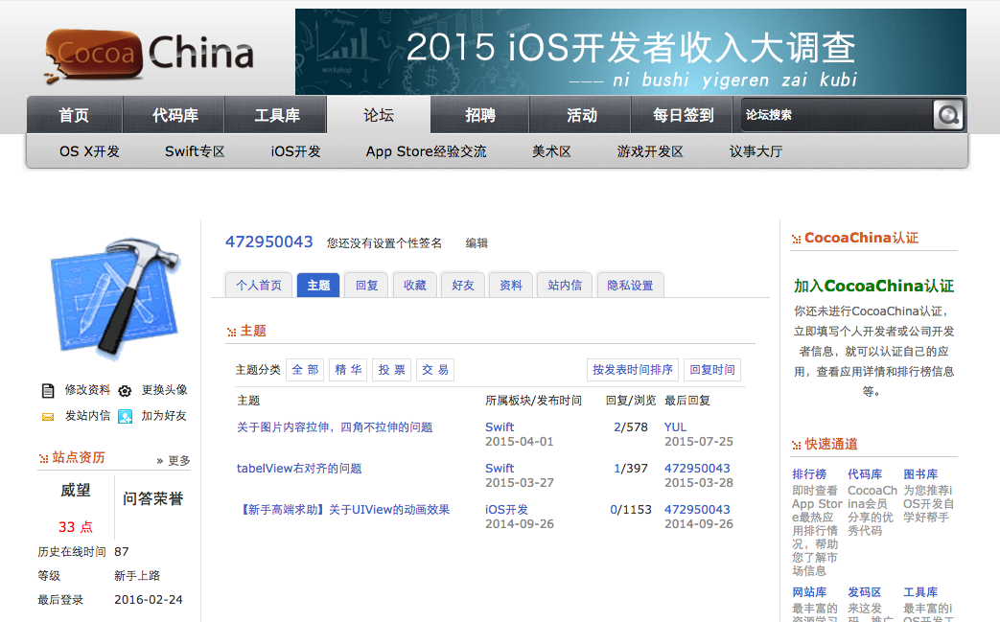 Cocoa China
2015 iOS开发者收入大调查
——— ni bushi yigeren zai kubi
workshop
首页 代码库 工具库 论坛 招聘 活动 每日签到 论坛搜索
OS X开发 Swift专区 iOS开发 App Store经验交流 美术区 游戏开发区 议事大厅
472950043 您还没有设置个性签名 编辑
个人首页 主题 回复 收藏 好友 资料 站内信 隐私设置
主题
主题分类 全 部 精 华 投 票 交 易 按发表时间排序 回复时间
主题 所属板块/发布时间 回复/浏览 最后回复
关于图片内容拉伸，四角不拉伸的问题 Swift 2/578 YUL
2015-04-01 2015-07-25
tabelView右对齐的问题 Swift 1/397 472950043
2015-03-27 2015-03-28
【新手高端求助】关于UIView的动画效果 iOS开发 0/1153 472950043
2014-09-26 2014-09-26
修改资料 更换头像
发站内信 加为好友
站点资历 » 更多
威望 问答荣誉
33 点
历史在线时间 87
等级 新手上路
最后登录 2016-02-24
CocoaChina认证
加入CocoaChina认证
你还未进行CocoaChina认证，
立即填写个人开发者或公司开发
者信息，就可以认证自己的应
用，查看应用详情和排行榜信息
等。
快速通道
排行榜 代码库 图书库
即时查看 CocoaCh 为您推荐i
App Stor ina会员 OS开发自
e最热应 分享的优 学好帮手
用排行情 秀代码
况，帮助
您了解市
场信息
网站库 发码区 工具库
最丰富的 来这发 最丰富的i
资源学习 码，推广 OS开发工